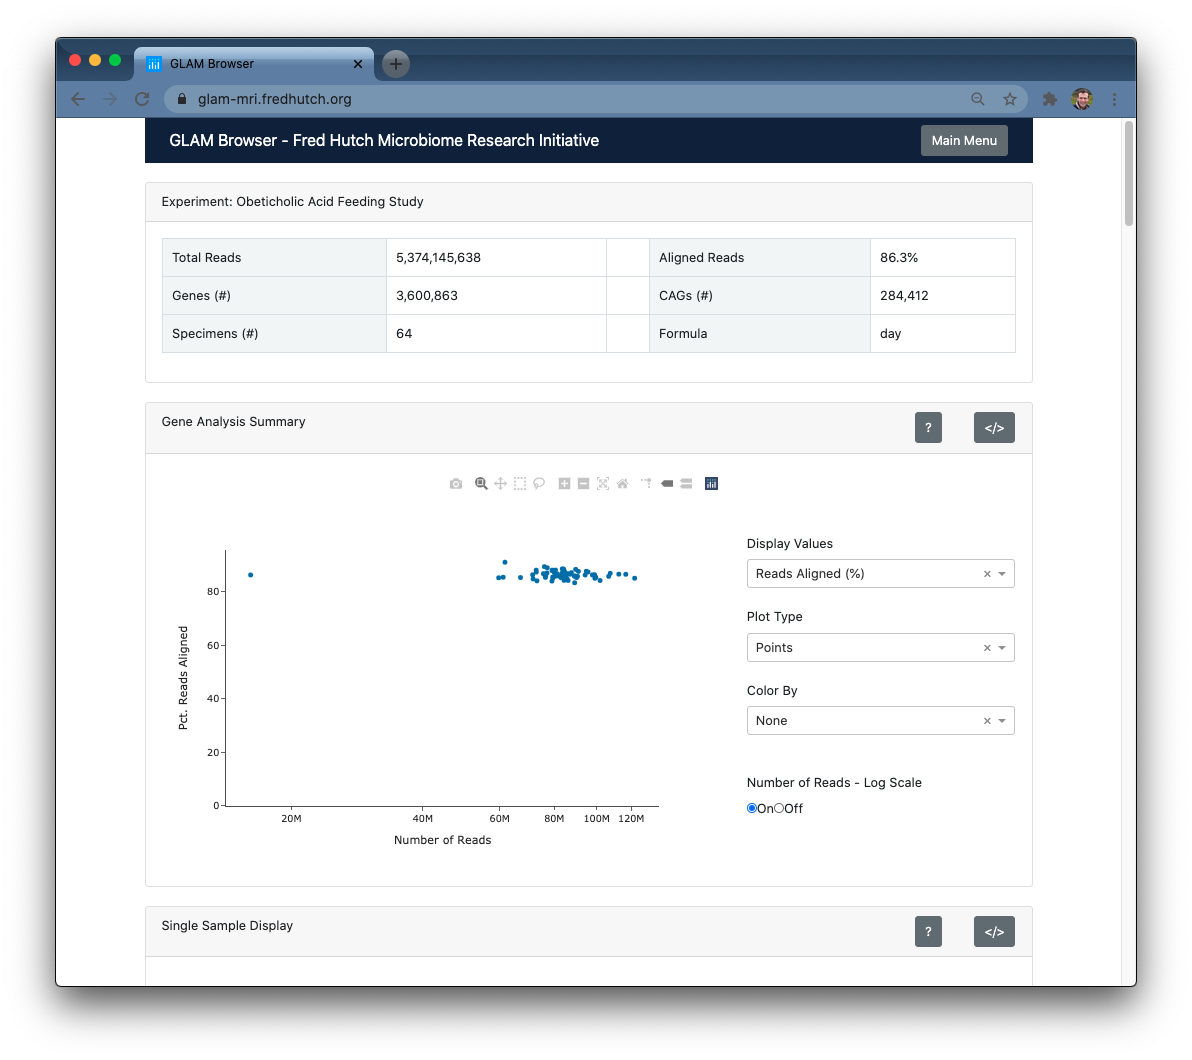 GLAM Browser
glam-mri.fredhutch.org
GLAM Browser - Fred Hutch Microbiome Research Initiative
Main Menu
Experiment: Obeticholic Acid Feeding Study
Total Reads 5,374,145,638 Aligned Reads 86.3%
Genes (#) 3,600,863 CAGs (#) 284,412
Specimens (#) 64 Formula day
Gene Analysis Summary
?
</>
Pct. Reads Aligned
80
60
40
20
0
20M 40M 60M 80M 100M 120M
Number of Reads
Display Values
Reads Aligned (%)
Plot Type
Points
Color By
None
Number of Reads - Log Scale
On Off
Single Sample Display
?
</>